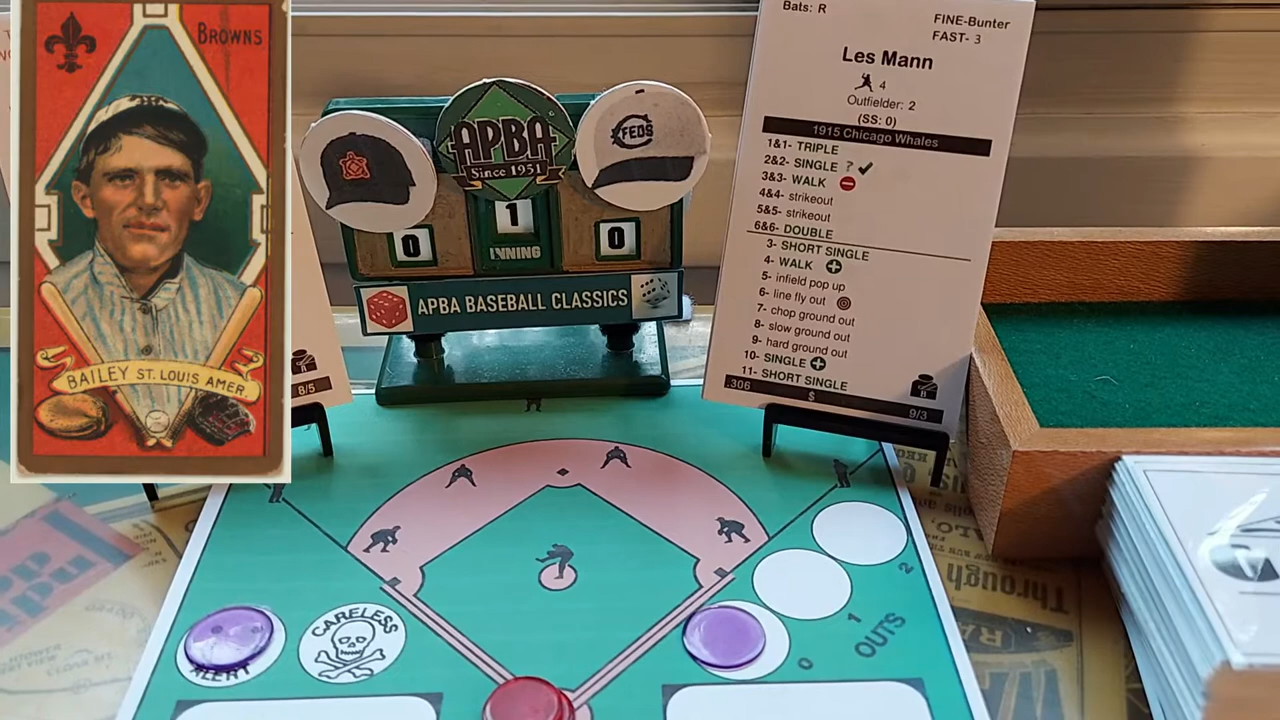 BROWNS
BAILEY ST. LOUIS AMER.
APBA
Since 1951
FEDS
0
1
0
INNING
APBA BASEBALL CLASSICS
8/5
Bats: R
FINE-Bunter
FAST- 3
Les Mann
4
Outfielder: 2
(SS: 0)
1915 Chicago Whales
1&1- TRIPLE
2&2- SINGLE ? ✔
3&3- WALK
4&4- strikeout
5&5- strikeout
6&6- DOUBLE
3- SHORT SINGLE
4- WALK
5- infield pop up
6- line fly out
7- chop ground out
8- slow ground out
9- hard ground out
10- SINGLE
11- SHORT SINGLE
.306 $ 9/3
ALERT
CARELESS
0 1 2
OUTS
Through